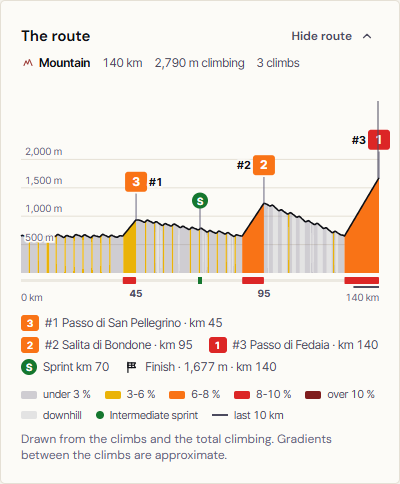 The route
Hide route
Mountain 140 km 2,790 m climbing 3 climbs
#3 1
2,000 m
#2 2
3 #1
1,500 m
S
1,000 m
500 m
0 km 45 95 140 km
3 #1 Passo di San Pellegrino · km 45
2 #2 Salita di Bondone · km 95 1 #3 Passo di Fedaia · km 140
S Sprint km 70 Finish · 1,677 m · km 140
under 3 % 3-6 % 6-8 % 8-10 % over 10 %
downhill Intermediate sprint last 10 km
Drawn from the climbs and the total climbing. Gradients
between the climbs are approximate.